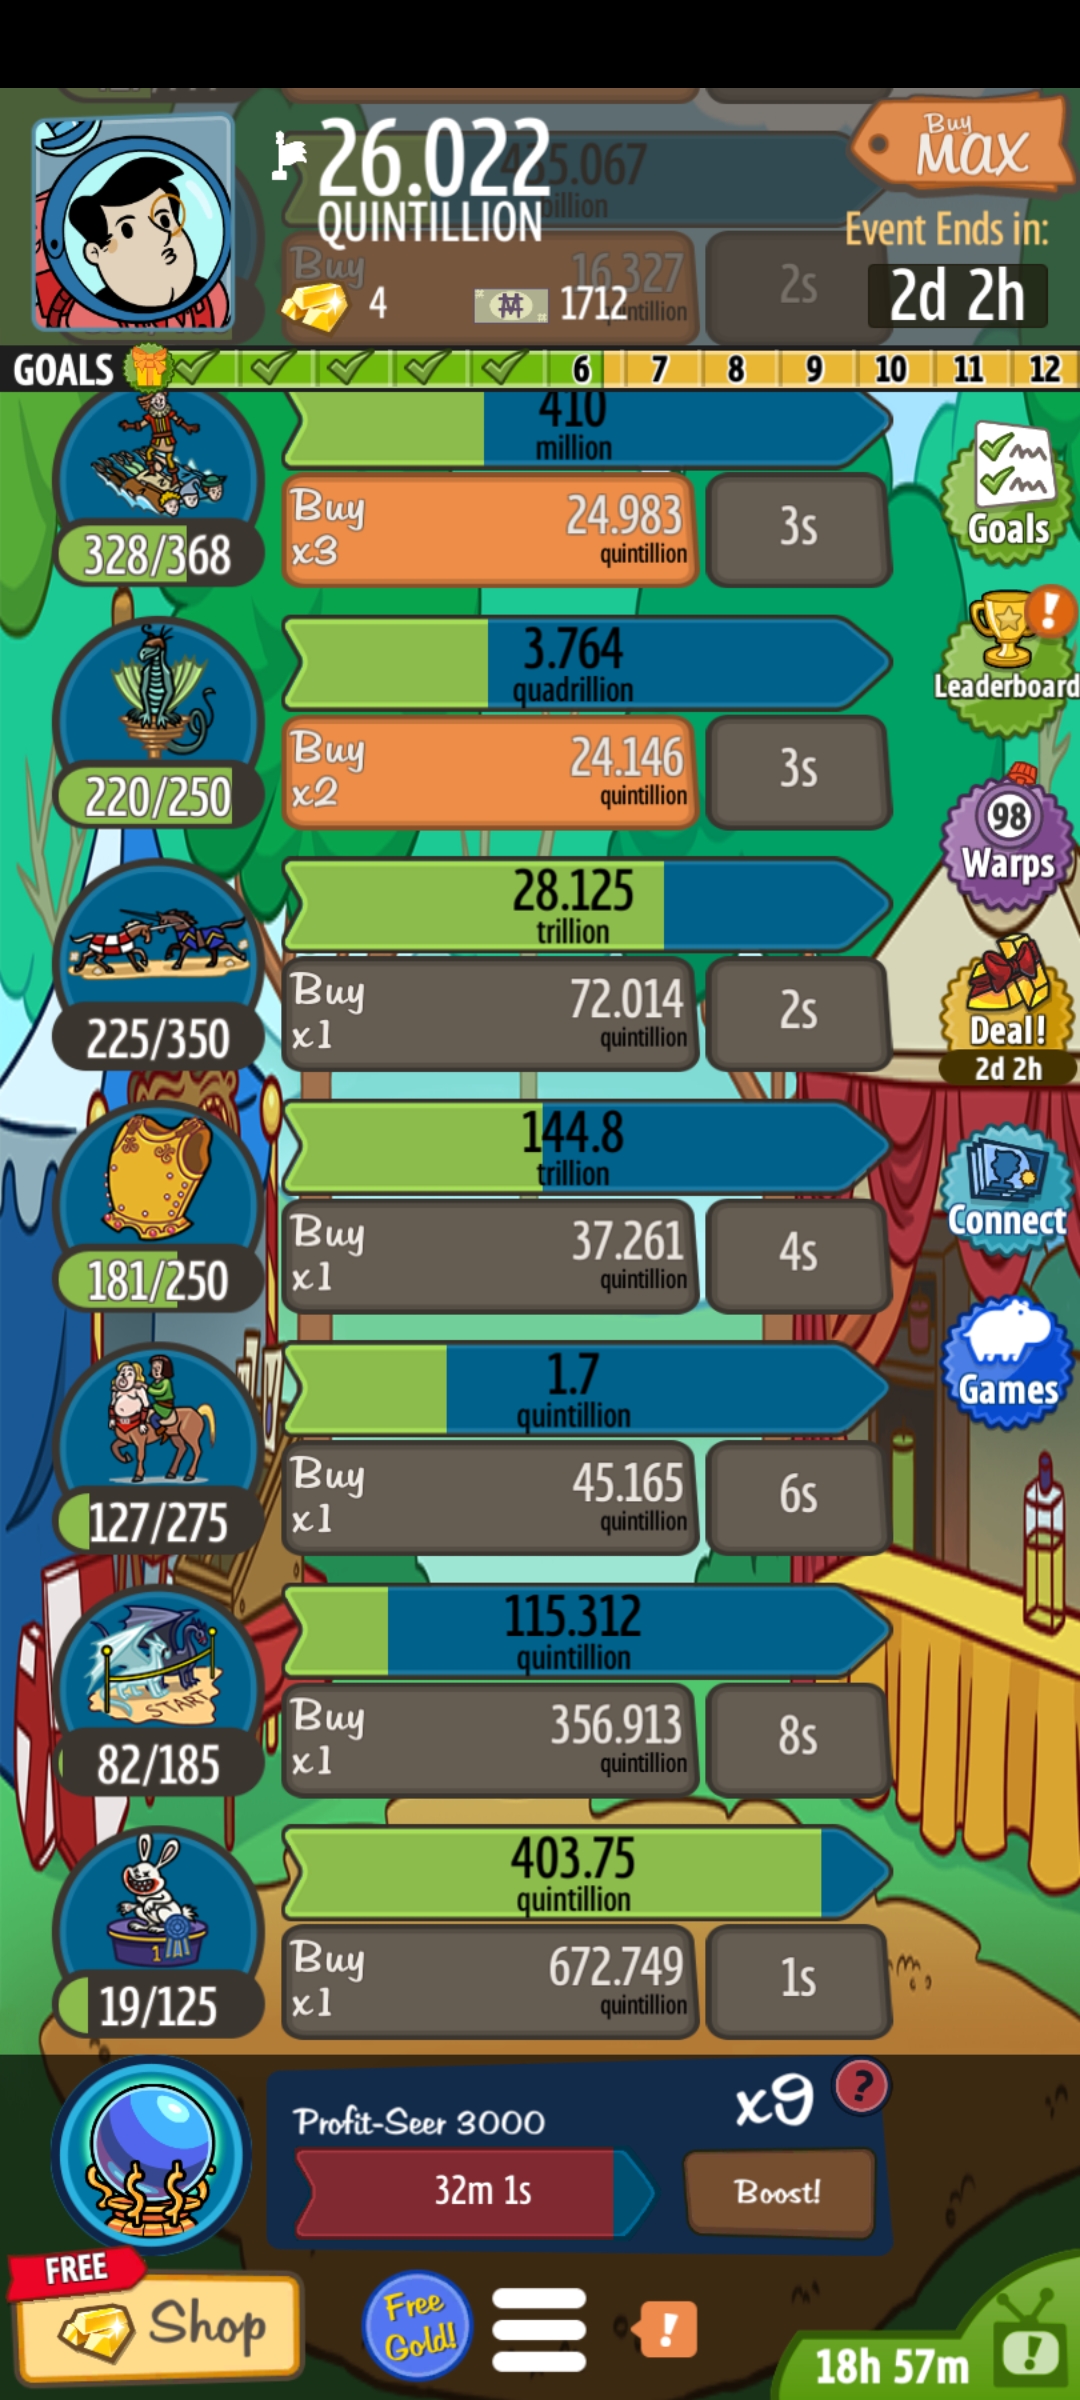 26.022
QUINTILLION
Buy
MAX
Event Ends in:
2d 2h
4
1712
Buy
16.327
2s
GOALS
6 7 8 9 10 11 12
410
million
328/368
Buy
x3
24.983
quintillion
3s
Goals
3.764
quadrillion
220/250
Buy
x2
24.146
quintillion
3s
!
Leaderboard
98
Warps
28.125
trillion
225/350
Buy
x1
72.014
quintillion
2s
Deal!
2d 2h
144.8
trillion
181/250
Buy
x1
37.261
quintillion
4s
Connect
1.7
quintillion
127/275
Buy
x1
45.165
quintillion
6s
Games
115.312
quintillion
START
82/185
Buy
x1
356.913
quintillion
8s
403.75
quintillion
1
19/125
Buy
x1
672.749
quintillion
1s
Profit-Seer 3000
x9
?
32m 1s
Boost!
FREE
Shop
Free
Gold!
!
18h 57m
!